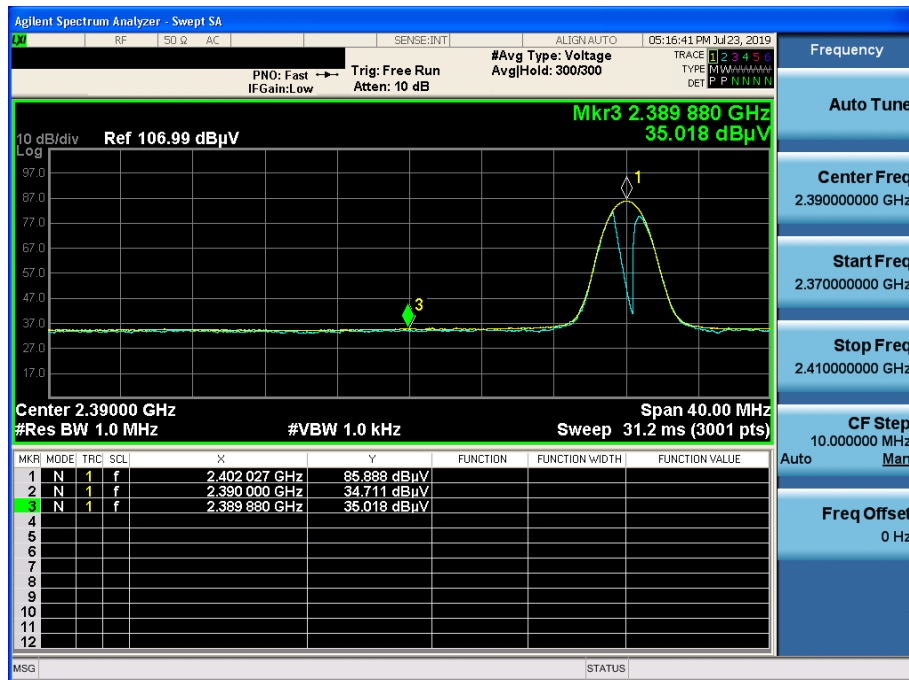 Agilent Spectrum Analyzer - Swept SA
LXI RF 50 Ω AC SENSE:INT ALIGN AUTO 05:16:41 PM Jul 23, 2019
#Avg Type: Voltage TRACE 1 2 3 4 5 6
PNO: Fast Trig: Free Run Avg|Hold: 300/300 TYPE M WWWWW
IFGain:Low Atten: 10 dB DET P P N N N N
Mkr3 2.389 880 GHz
10 dB/div Ref 106.99 dBµV 35.018 dBµV
Log
97.0
87.0
77.0
67.0
57.0
47.0
37.0
27.0
17.0
1
3
Center 2.39000 GHz Span 40.00 MHz
#Res BW 1.0 MHz #VBW 1.0 kHz Sweep 31.2 ms (3001 pts)
MKR MODE TRC SCL X Y FUNCTION FUNCTION WIDTH FUNCTION VALUE
1 N 1 f 2.402 027 GHz 85.888 dBµV
2 N 1 f 2.390 000 GHz 34.711 dBµV
3 N 1 f 2.389 880 GHz 35.018 dBµV
4
5
6
7
8
9
10
11
12
MSG STATUS
Frequency
Auto Tune
Center Freq
2.390000000 GHz
Start Freq
2.370000000 GHz
Stop Freq
2.410000000 GHz
CF Step
10.000000 MHz
Auto Man
Freq Offset
0 Hz